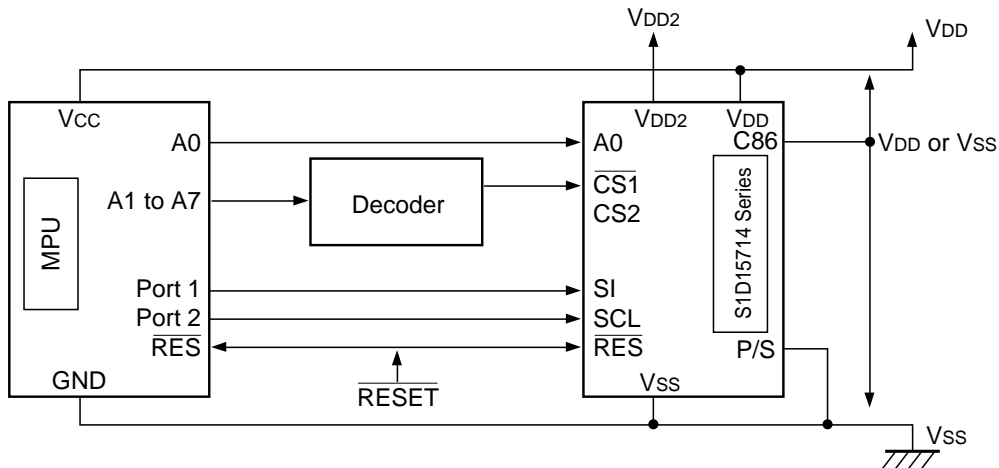 VDD2
VDD
VCC
VDD2
VDD
A0
A0
C86
VDD or VSS
CS1
A1 to A7
Decoder
CS2
MPU
S1D15714 Series
Port 1
SI
Port 2
SCL
RES
RES
P/S
GND
RESET
VSS
VSS